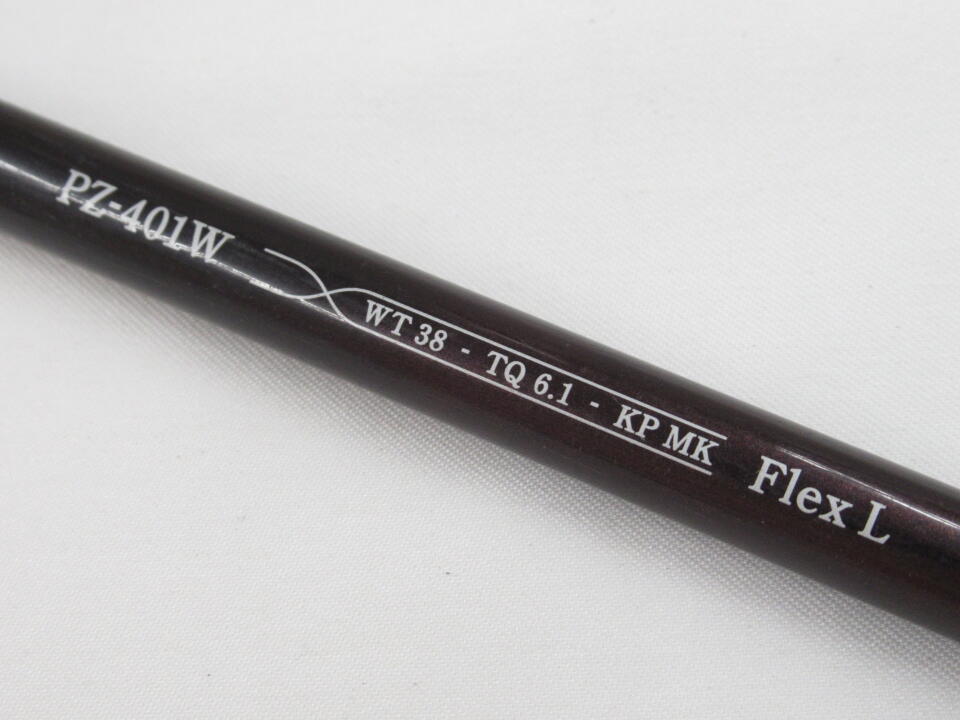 PZ-401W
WT 38 - TQ 6.1 - KP MK
Flex L